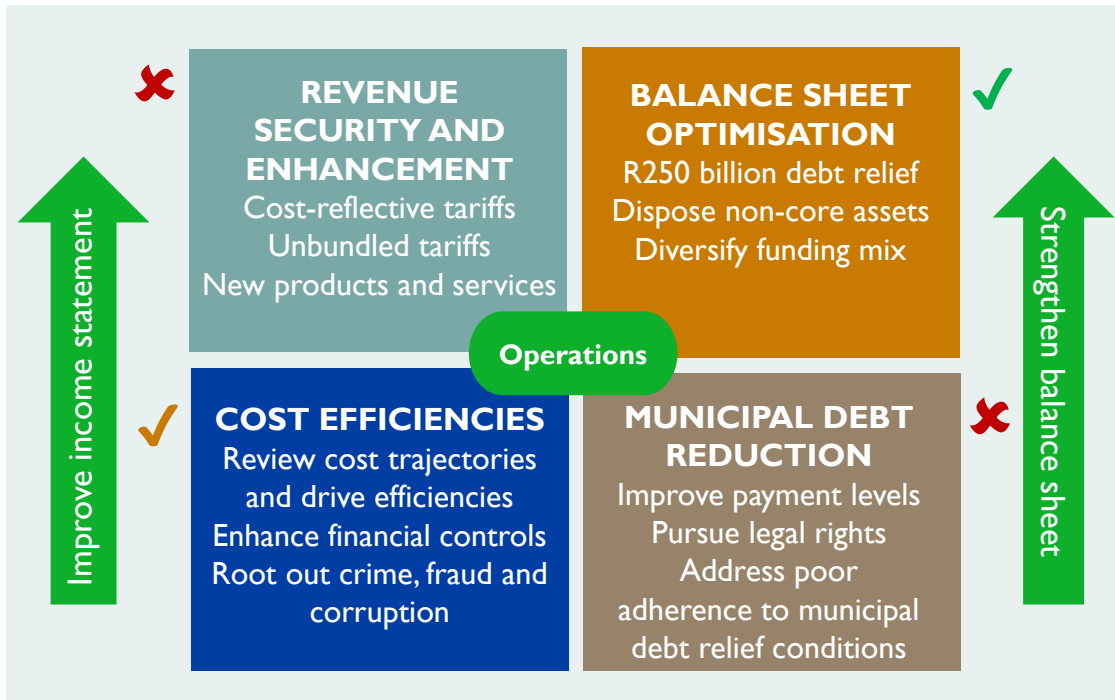 Improve income statement
REVENUE
SECURITY AND
ENHANCEMENT
Cost-reflective tariffs
Unbundled tariffs
New products and services
BALANCE SHEET
OPTIMISATION
R250 billion debt relief
Dispose non-core assets
Diversify funding mix
Operations
COST EFFICIENCIES
Review cost trajectories
and drive efficiencies
Enhance financial controls
Root out crime, fraud and
corruption
MUNICIPAL DEBT
REDUCTION
Improve payment levels
Pursue legal rights
Address poor
adherence to municipal
debt relief conditions
Strengthen balance sheet